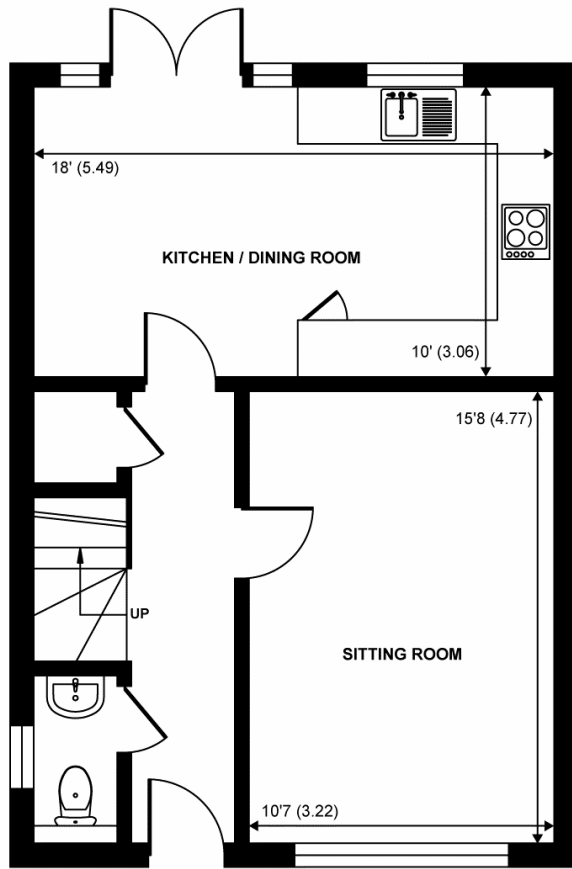 18' (5.49)
KITCHEN / DINING ROOM
10' (3.06)
15'8 (4.77)
UP
SITTING ROOM
10'7 (3.22)